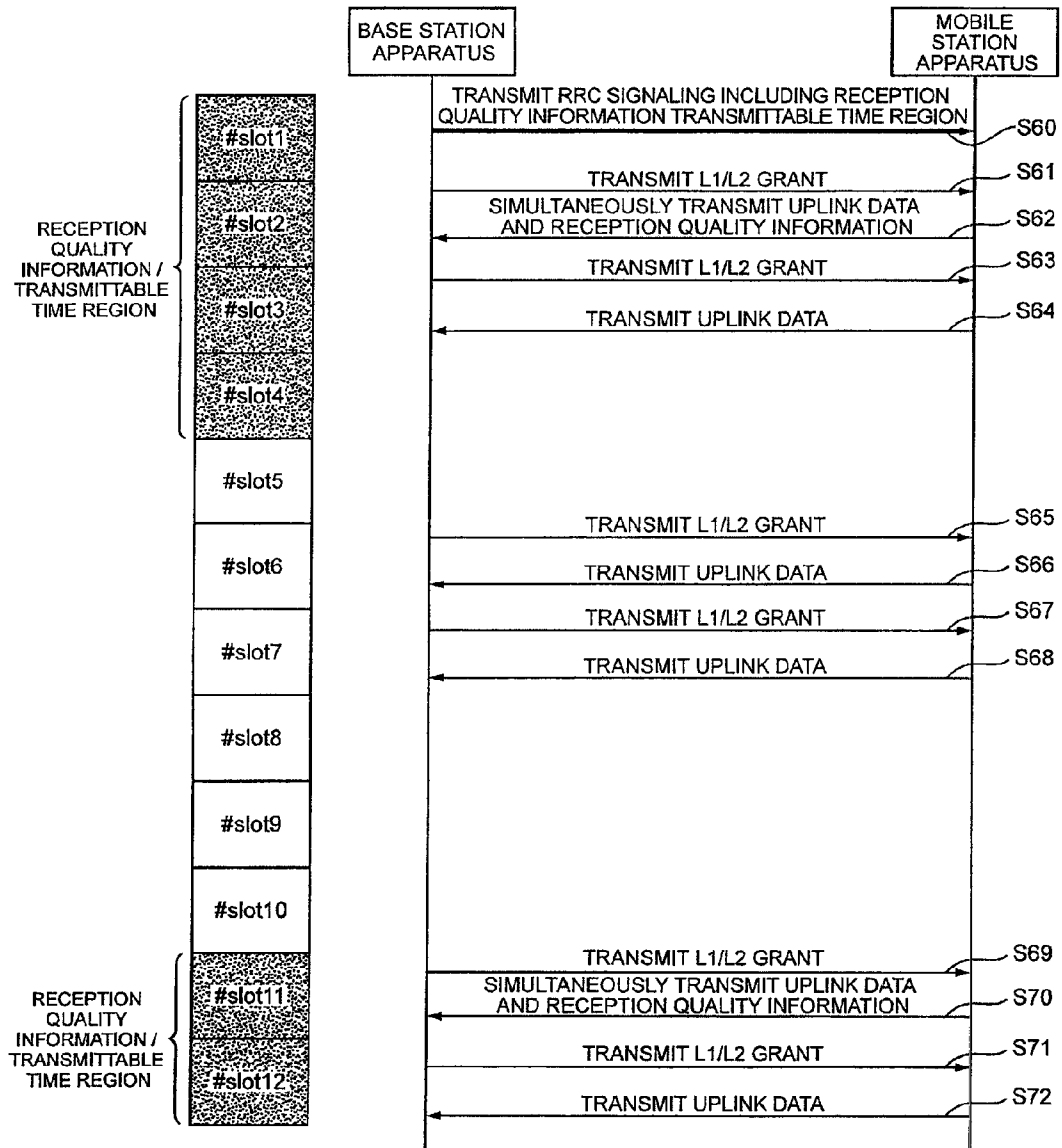 BASE STATION
APPARATUS
MOBILE
STATION
APPARATUS
TRANSMIT RRC SIGNALING INCLUDING RECEPTION
QUALITY INFORMATION TRANSMITTABLE TIME REGION
S60
#slot1
TRANSMIT L1/L2 GRANT
S61
#slot2
SIMULTANEOUSLY TRANSMIT UPLINK DATA
AND RECEPTION QUALITY INFORMATION
S62
RECEPTION
QUALITY
INFORMATION /
TRANSMITTABLE
TIME REGION
TRANSMIT L1/L2 GRANT
S63
#slot3
TRANSMIT UPLINK DATA
S64
#slot4
#slot5
TRANSMIT L1/L2 GRANT
S65
#slot6
TRANSMIT UPLINK DATA
S66
TRANSMIT L1/L2 GRANT
S67
#slot7
TRANSMIT UPLINK DATA
S68
#slot8
#slot9
#slot10
TRANSMIT L1/L2 GRANT
S69
#slot11
SIMULTANEOUSLY TRANSMIT UPLINK DATA
AND RECEPTION QUALITY INFORMATION
S70
RECEPTION
QUALITY
INFORMATION /
TRANSMITTABLE
TIME REGION
TRANSMIT L1/L2 GRANT
S71
#slot12
TRANSMIT UPLINK DATA
S72